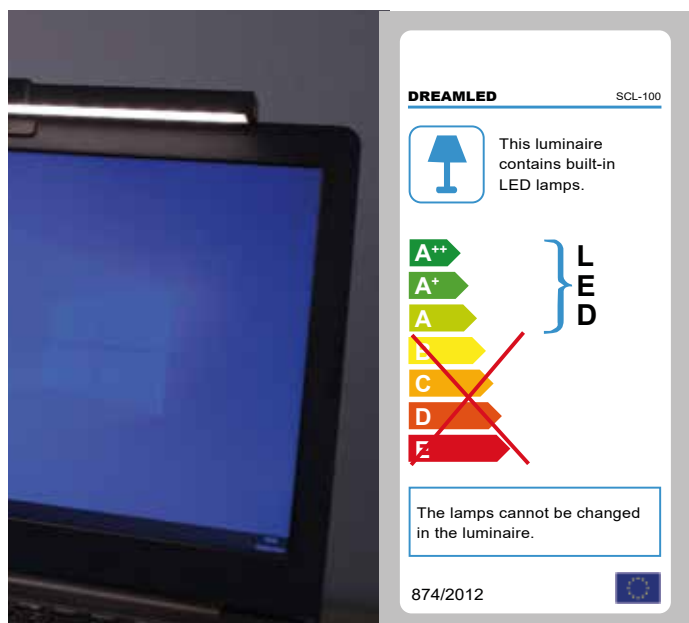 DREAMLED SCL-100
This luminaire
contains built-in
LED lamps.
A++
A+
A
B
C
D
E
L
E
D
The lamps cannot be changed
in the luminaire.
874/2012